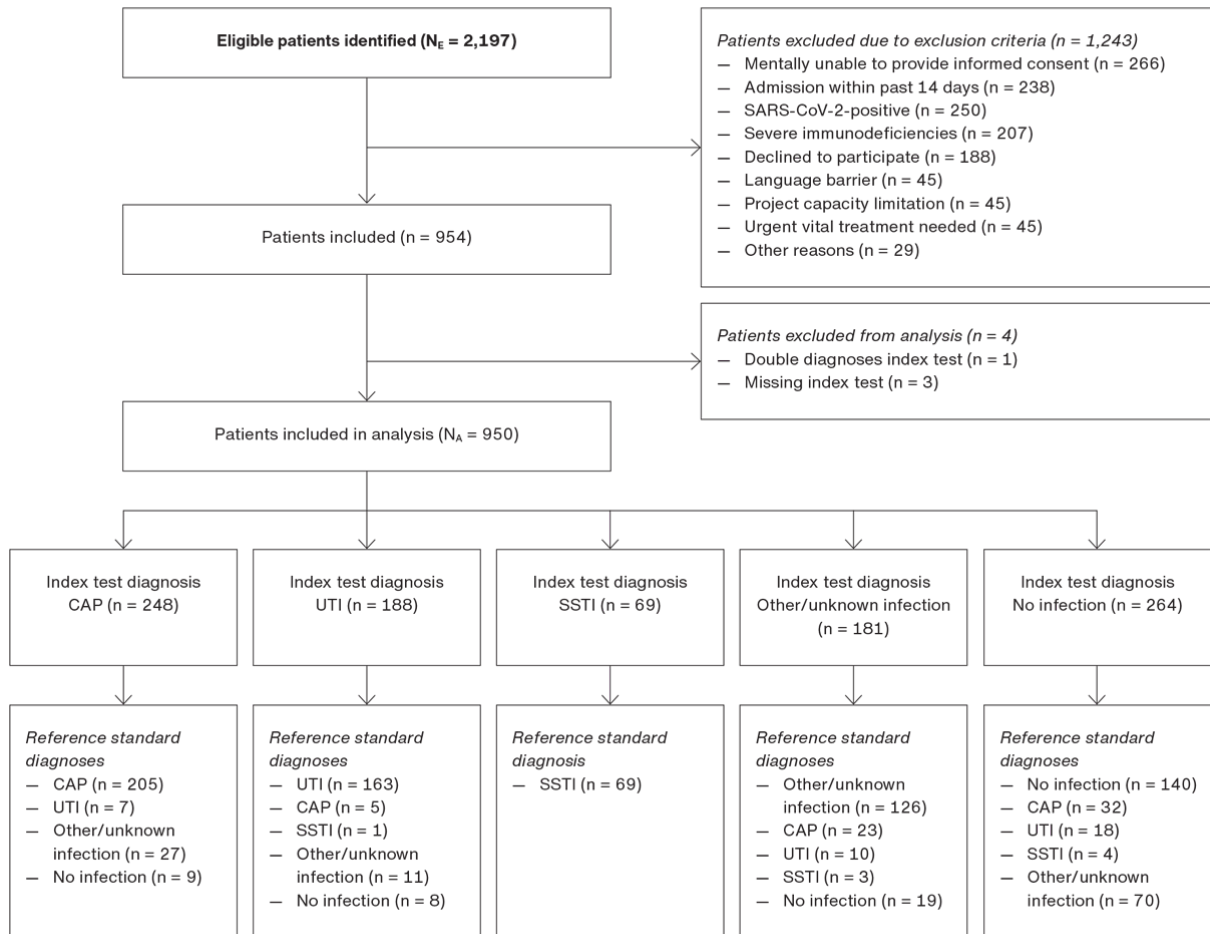 Eligible patients identified (NE = 2,197)
Patients excluded due to exclusion criteria (n = 1,243)
— Mentally unable to provide informed consent (n = 266)
— Admission within past 14 days (n = 238)
— SARS-CoV-2-positive (n = 250)
— Severe immunodeficiencies (n = 207)
— Declined to participate (n = 188)
— Language barrier (n = 45)
— Project capacity limitation (n = 45)
— Urgent vital treatment needed (n = 45)
— Other reasons (n = 29)
Patients included (n = 954)
Patients excluded from analysis (n = 4)
— Double diagnoses index test (n = 1)
— Missing index test (n = 3)
Patients included in analysis (NA = 950)
Index test diagnosis
CAP (n = 248)
Index test diagnosis
UTI (n = 188)
Index test diagnosis
SSTI (n = 69)
Index test diagnosis
Other/unknown infection
(n = 181)
Index test diagnosis
No infection (n = 264)
Reference standard
diagnoses
— CAP (n = 205)
— UTI (n = 7)
— Other/unknown
infection (n = 27)
— No infection (n = 9)
Reference standard
diagnoses
— UTI (n = 163)
— CAP (n = 5)
— SSTI (n = 1)
— Other/unknown
infection (n = 11)
— No infection (n = 8)
Reference standard
diagnosis
— SSTI (n = 69)
Reference standard
diagnoses
— Other/unknown
infection (n = 126)
— CAP (n = 23)
— UTI (n = 10)
— SSTI (n = 3)
— No infection (n = 19)
Reference standard
diagnoses
— No infection (n = 140)
— CAP (n = 32)
— UTI (n = 18)
— SSTI (n = 4)
— Other/unknown
infection (n = 70)